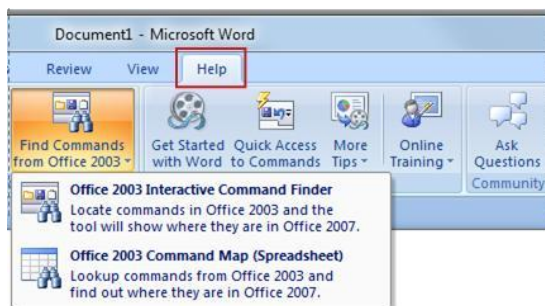 Document1 - Microsoft Word
Review View Help
Find Commands
from Office 2003
Get Started
with Word
Quick Access
to Commands
More
Tips
Online
Training
Ask
Questions
Community
Office 2003 Interactive Command Finder
Locate commands in Office 2003 and the
tool will show where they are in Office 2007.
Office 2003 Command Map (Spreadsheet)
Lookup commands from Office 2003 and
find out where they are in Office 2007.